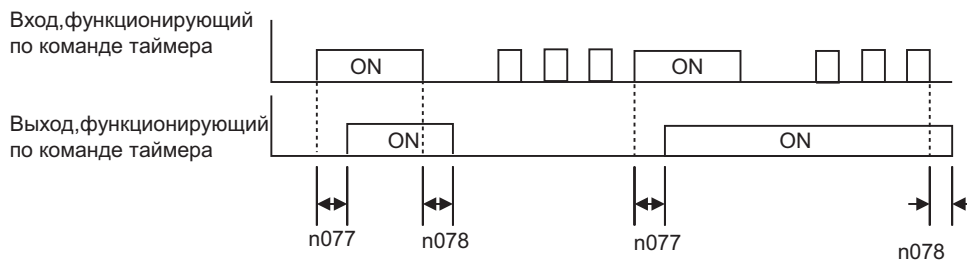 Вход,функционирующий
по команде таймера
ON
ON
Выход,функционирующий
по команде таймера
ON
ON
n077
n078
n077
n078